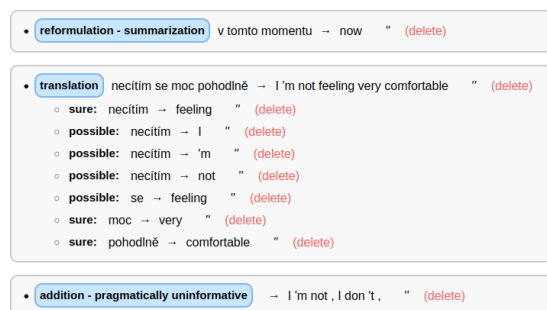 • reformulation - summarization v tomto momentu → now " (delete)
• translation necítím se moc pohodlně → I 'm not feeling very comfortable " (delete)
○ sure: necítím → feeling " (delete)
○ possible: necítím → I " (delete)
○ possible: necítím → 'm " (delete)
○ possible: necítím → not " (delete)
○ possible: se → feeling " (delete)
○ sure: moc → very " (delete)
○ sure: pohodlně → comfortable " (delete)
• addition - pragmatically uninformative → I 'm not , I don 't , " (delete)